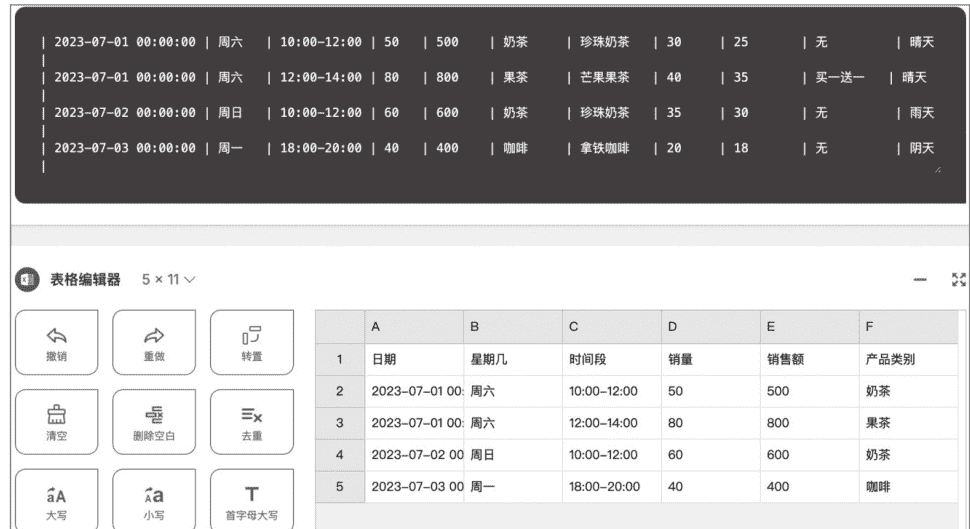 | 2023-07-01 00:00:00 | 周六 | 10:00-12:00 | 50 | 500 | 奶茶 | 珍珠奶茶 | 30 | 25 | 无 | 晴天
|
| 2023-07-01 00:00:00 | 周六 | 12:00-14:00 | 80 | 800 | 果茶 | 芒果果茶 | 40 | 35 | 买一送一 | 晴天
|
| 2023-07-02 00:00:00 | 周日 | 10:00-12:00 | 60 | 600 | 奶茶 | 珍珠奶茶 | 35 | 30 | 无 | 雨天
|
| 2023-07-03 00:00:00 | 周一 | 18:00-20:00 | 40 | 400 | 咖啡 | 拿铁咖啡 | 20 | 18 | 无 | 阴天
|
表格编辑器 5 × 11
撤销 重做 转置
清空 删除空白 去重
aA Aa T
大写 小写 首字母大写
A B C D E F
1 日期 星期几 时间段 销量 销售额 产品类别
2 2023-07-01 00: 周六 10:00-12:00 50 500 奶茶
3 2023-07-01 00: 周六 12:00-14:00 80 800 果茶
4 2023-07-02 00 周日 10:00-12:00 60 600 奶茶
5 2023-07-03 00 周一 18:00-20:00 40 400 咖啡